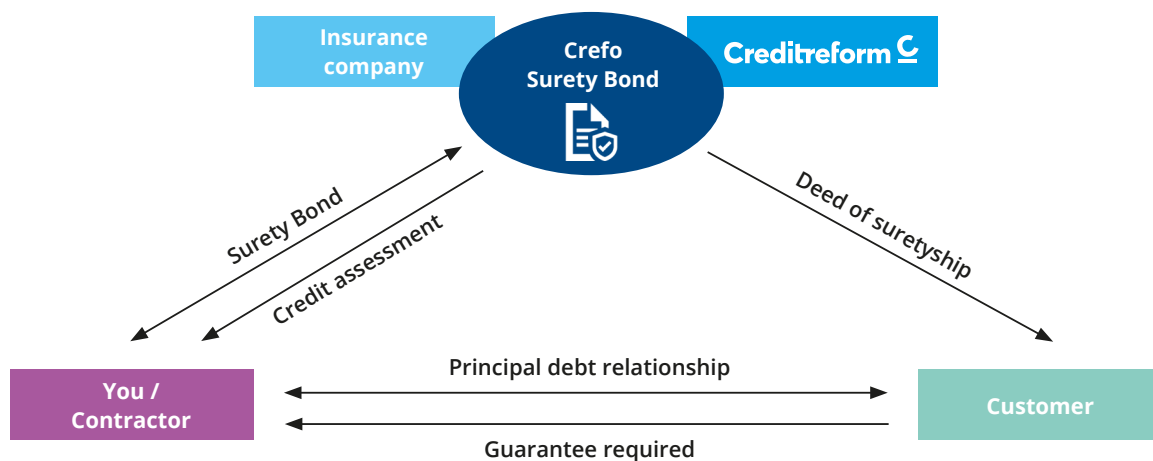 Insurance
company
Crefo
Surety Bond
Creditreform C
Surety Bond
Credit assessment
Deed of suretyship
You /
Contractor
Principal debt relationship
Guarantee required
Customer